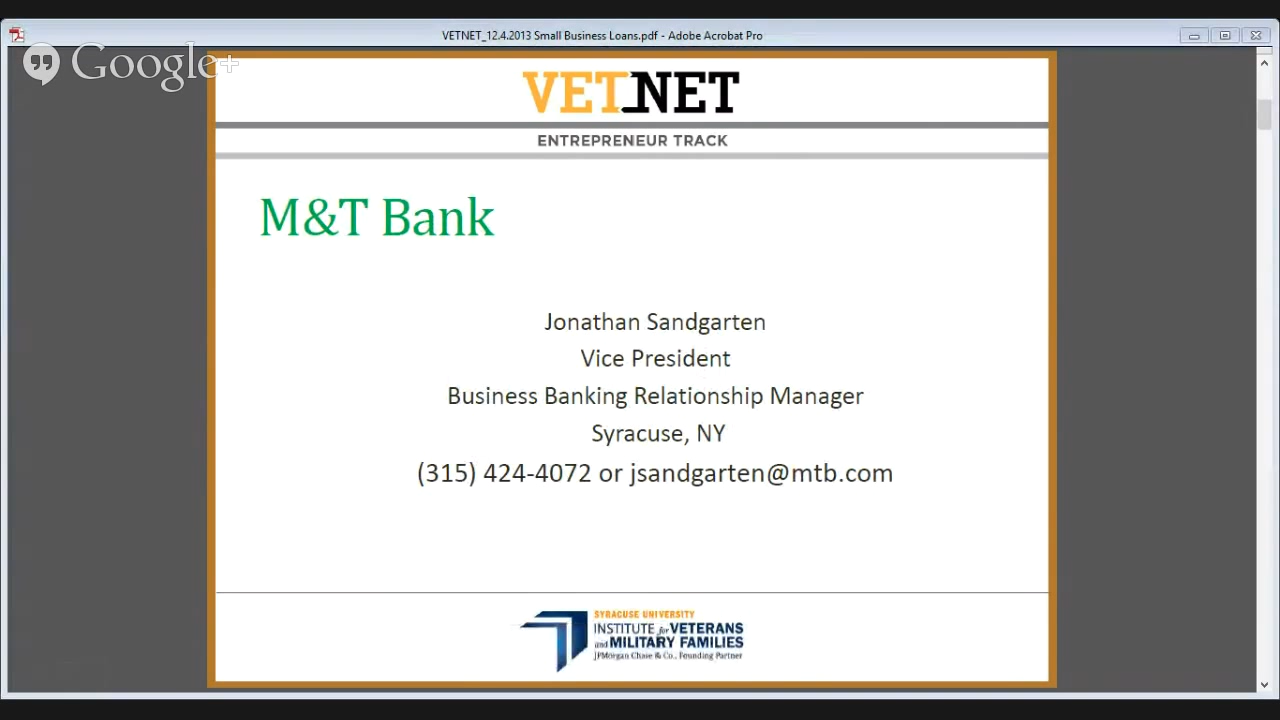 VETNET_12.4.2013 Small Business Loans.pdf - Adobe Acrobat Pro
Google+
VETNET
ENTREPRENEUR TRACK
M&T Bank
Jonathan Sandgarten
Vice President
Business Banking Relationship Manager
Syracuse, NY
(315) 424-4072 or jsandgarten@mtb.com
SYRACUSE UNIVERSITY
INSTITUTE for VETERANS
and MILITARY FAMILIES
JPMorgan Chase & Co., Founding Partner